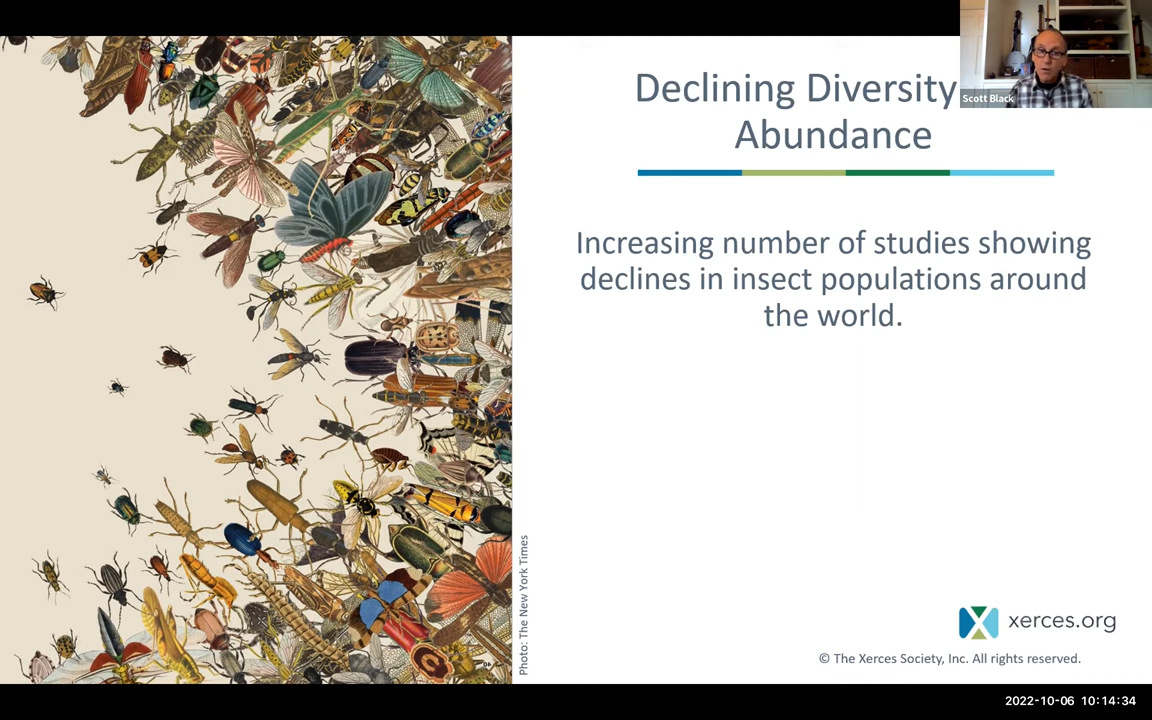 Declining Diversity
Abundance
Scott Black
Increasing number of studies showing
declines in insect populations around
the world.
Photo: The New York Times
xerces.org
© The Xerces Society, Inc. All rights reserved.
2022-10-06 10:14:34